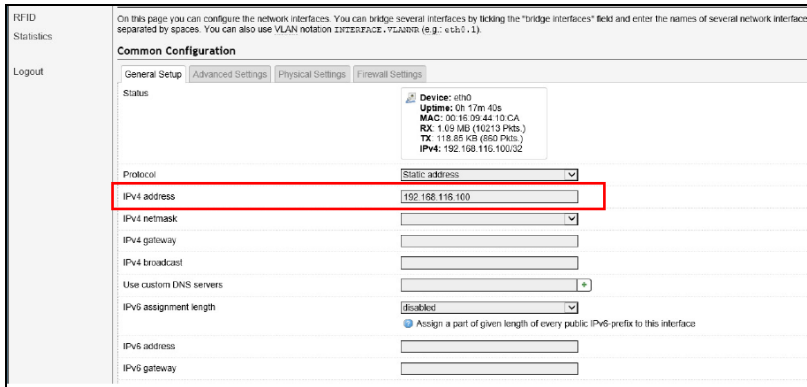 RFID
Statistics
Logout
On this page you can configure the network interfaces. You can bridge several interfaces by ticking the "bridge interfaces" field and enter the names of several network interface
separated by spaces. You can also use VLAN notation INTERFACE.VLANNR (e.g.: eth0.1).
Common Configuration
General Setup Advanced Settings Physical Settings Firewall Settings
Status
Device: eth0
Uptime: 0h 17m 40s
MAC: 00:16:09:44:10:CA
RX: 1.09 MB (10213 Pkts.)
TX: 118.85 KB (860 Pkts.)
IPv4: 192.168.116.100/32
Protocol Static address
IPv4 address 192.168.116.100
IPv4 netmask
IPv4 gateway
IPv4 broadcast
Use custom DNS servers
IPv6 assignment length disabled
Assign a part of given length of every public IPv6-prefix to this interface
IPv6 address
IPv6 gateway